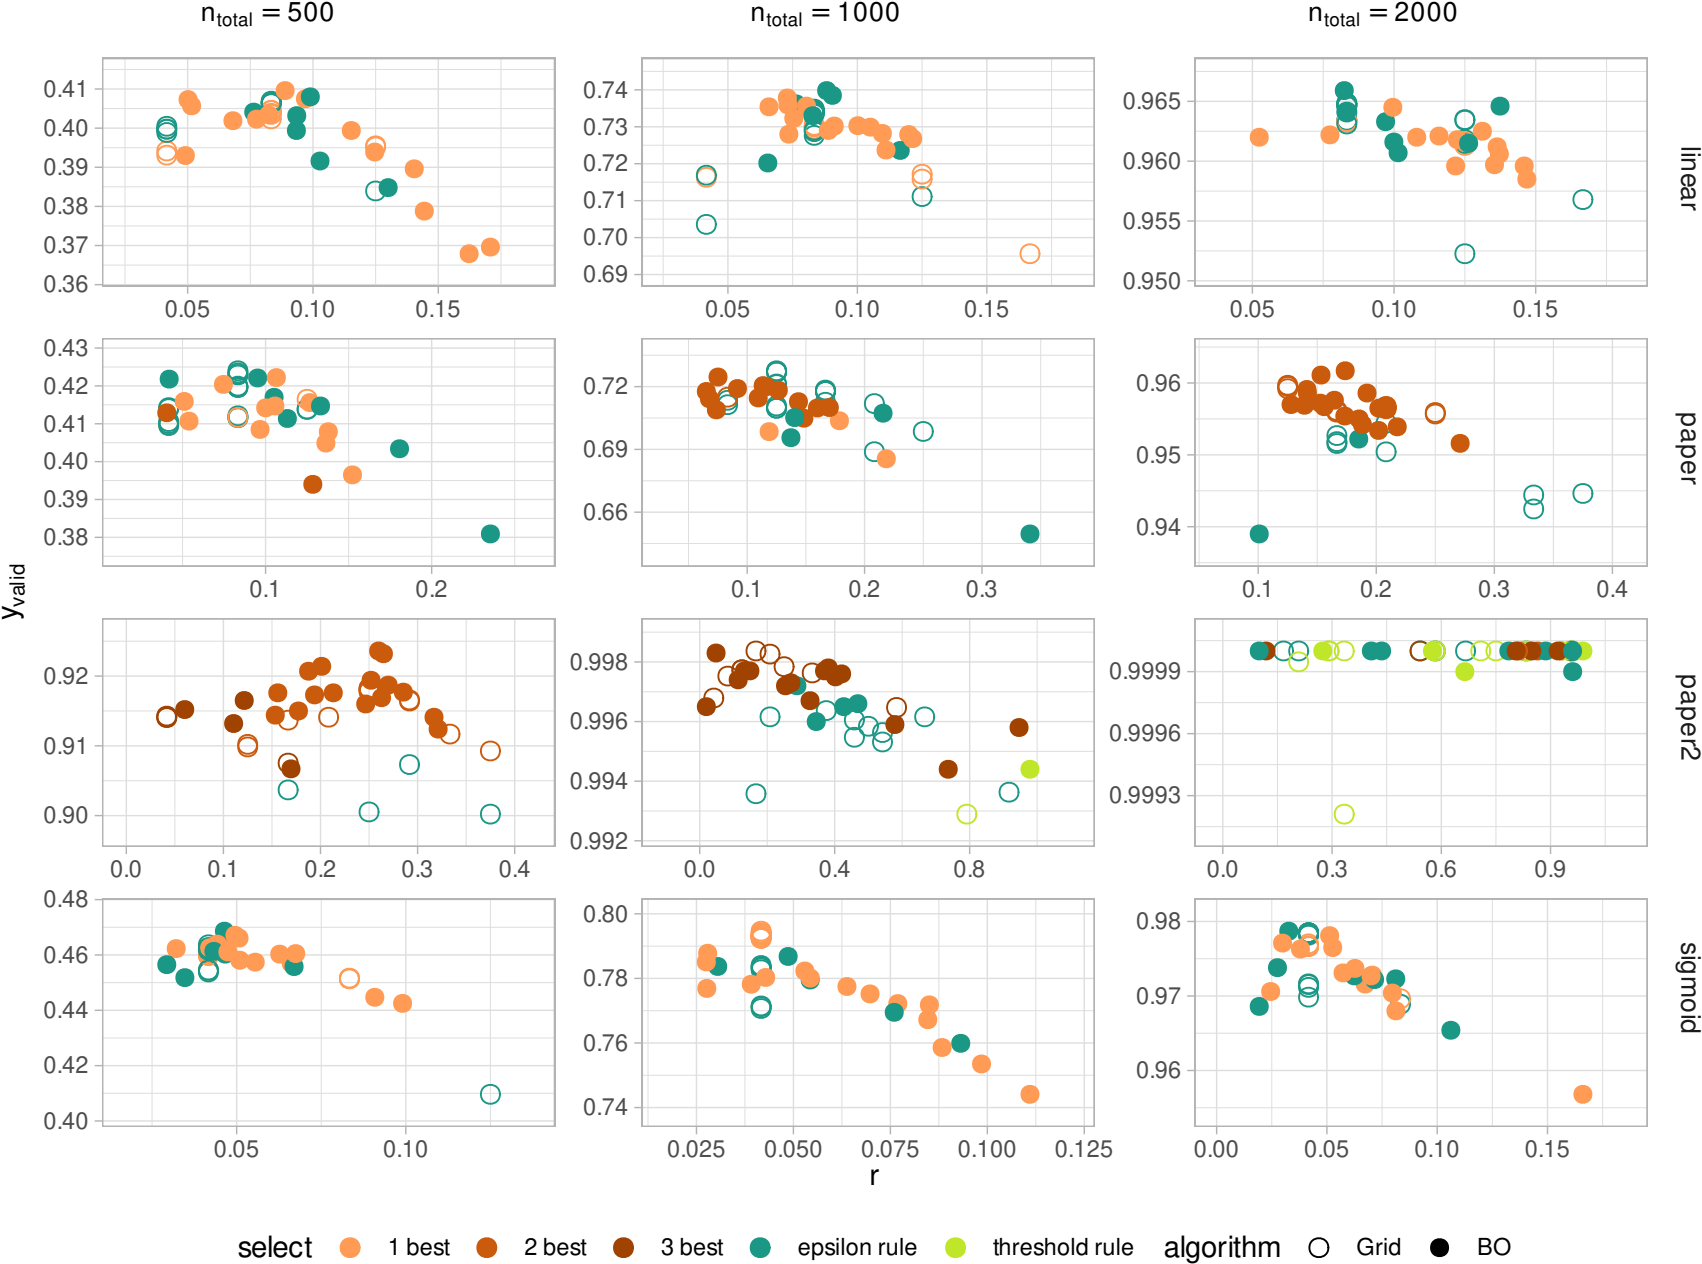 n_total = 500 n_total = 1000 n_total = 2000
0.41 0.40 0.39 0.38 0.37 0.36
0.74 0.73 0.72 0.71 0.70 0.69
0.965 0.960 0.955 0.950
linear
0.05 0.10 0.15
0.05 0.10 0.15
0.05 0.10 0.15
0.43 0.42 0.41 0.40 0.39 0.38
0.72 0.69 0.66
0.96 0.95 0.94
paper
0.1 0.2
0.1 0.2 0.3
0.1 0.2 0.3 0.4
y_valid
0.92 0.91 0.90
0.998 0.996 0.994 0.992
0.9999 0.9996 0.9993
paper2
0.0 0.1 0.2 0.3 0.4
0.0 0.4 0.8
0.0 0.3 0.6 0.9
0.48 0.46 0.44 0.42 0.40
0.80 0.78 0.76 0.74
0.98 0.97 0.96
sigmoid
0.05 0.10
0.025 0.050 0.075 0.100 0.125
0.00 0.05 0.10 0.15
r
select 1 best 2 best 3 best epsilon rule threshold rule algorithm Grid BO